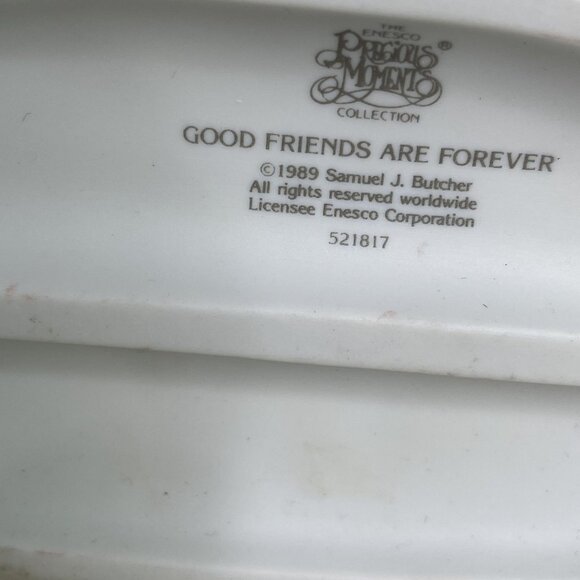 THE
ENESCO
PRECIOUS
MOMENTS ®
COLLECTION
GOOD FRIENDS ARE FOREVER
©1989 Samuel J. Butcher
All rights reserved worldwide
Licensee Enesco Corporation
521817